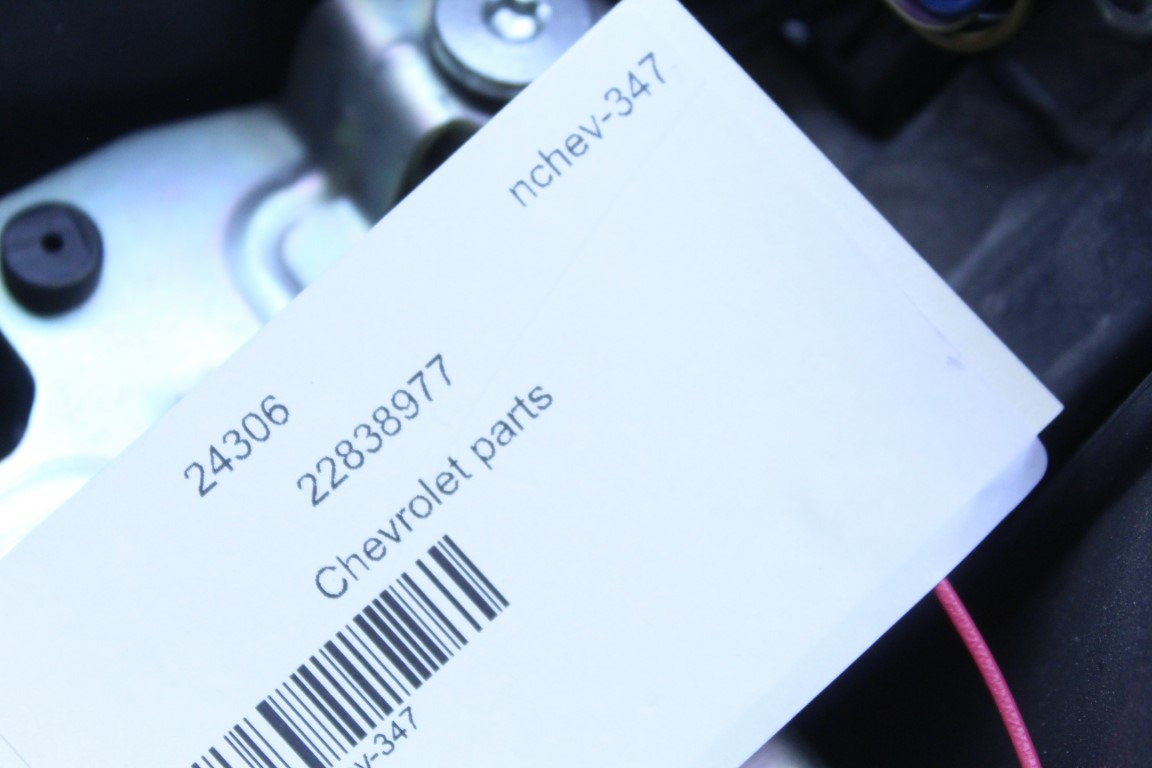 nchev-347
24306
22838977
Chevrolet parts
v-347